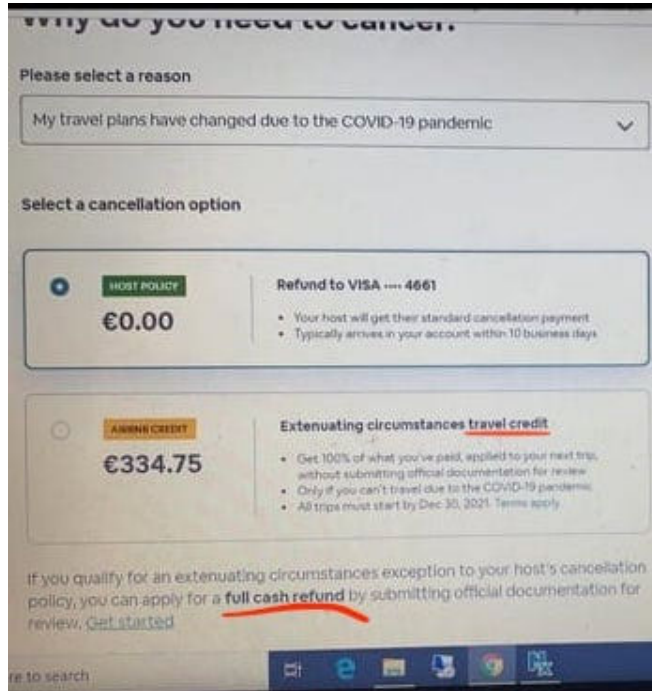 Why do you need to cancel?
Please select a reason
My travel plans have changed due to the COVID-19 pandemic
Select a cancellation option
HOST POLICY
€0.00
Refund to VISA ···· 4661
• Your host will get their standard cancellation payment
• Typically arrives in your account within 10 business days
AIRBNB CREDIT
€334.75
Extenuating circumstances travel credit
• Get 100% of what you've paid, applied to your next trip,
without submitting official documentation for review
• Only if you can't travel due to the COVID-19 pandemic
• All trips must start by Dec 30, 2021. Terms apply
If you qualify for an extenuating circumstances exception to your host's cancellation
policy, you can apply for a full cash refund by submitting official documentation for
review. Get started
re to search